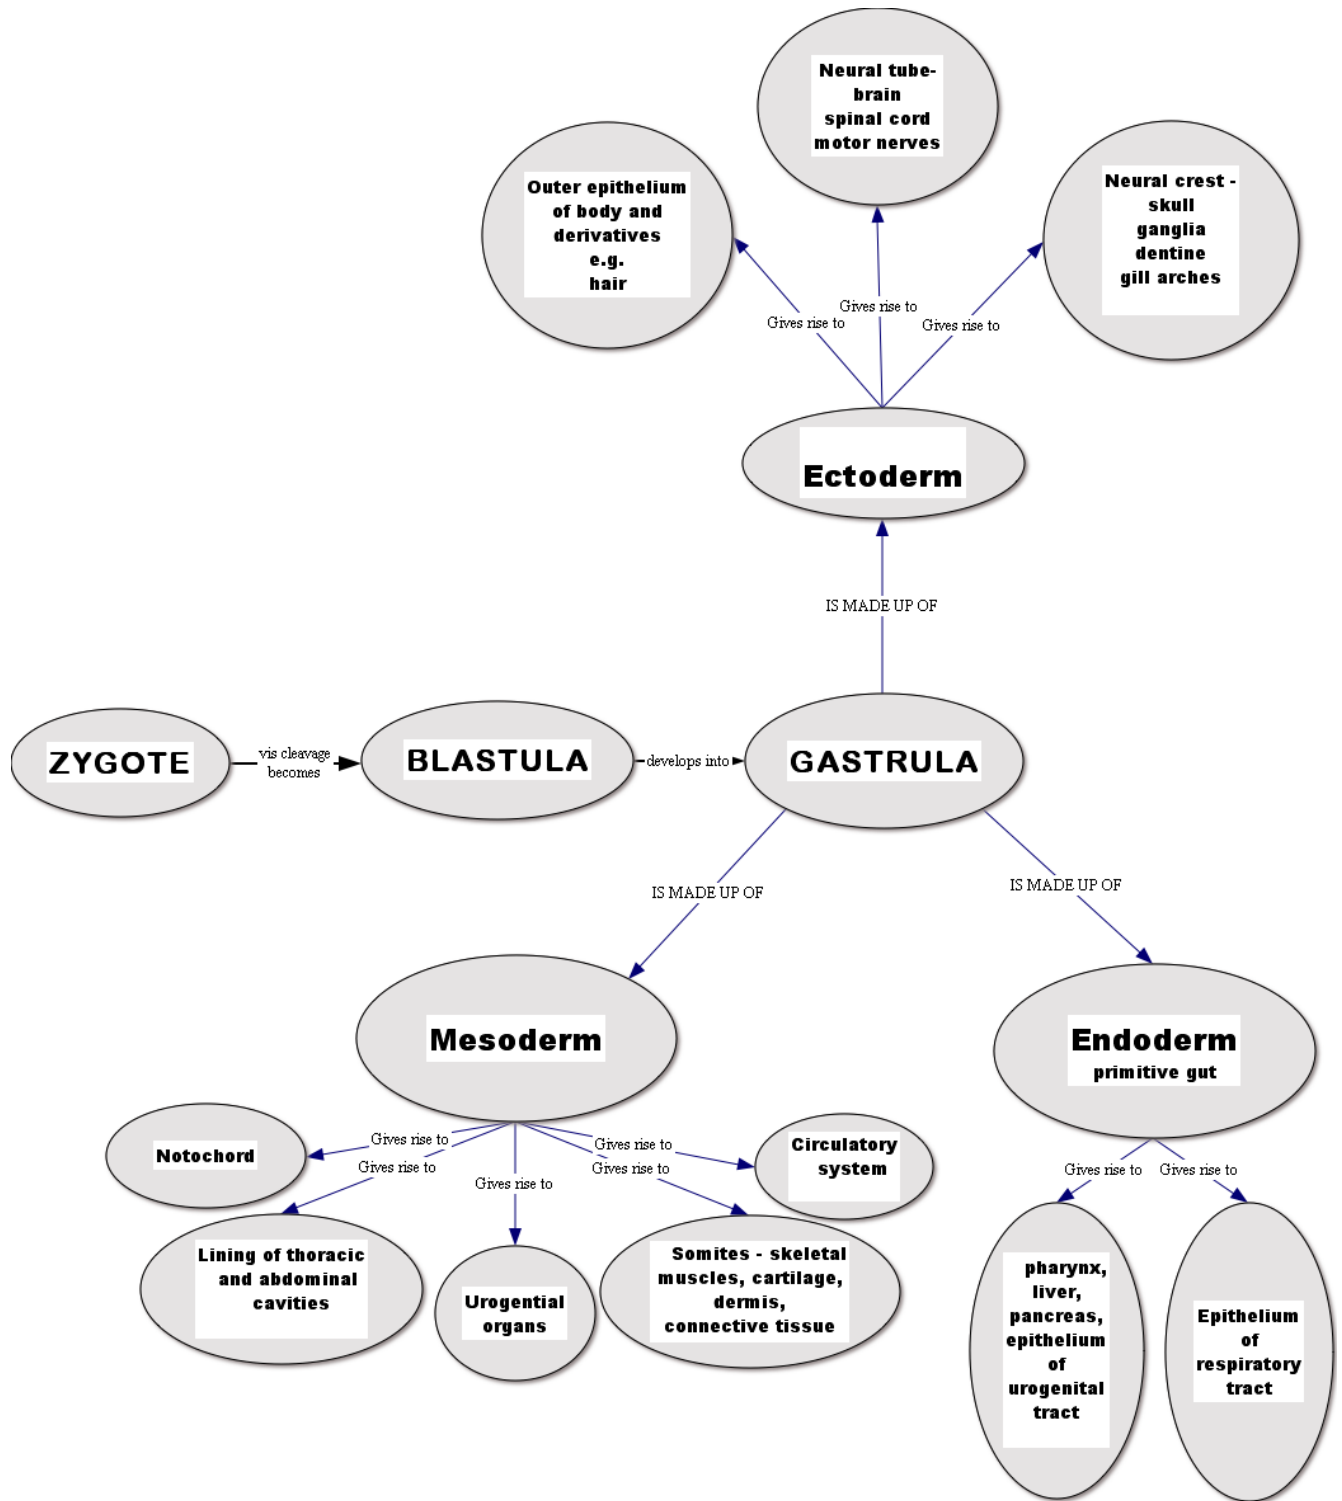 Neural tube-
brain
spinal cord
motor nerves
Outer epithelium
of body and
derivatives
e.g.
hair
Neural crest -
skull
ganglia
dentine
gill arches
Gives rise to
Gives rise to
Gives rise to
Ectoderm
IS MADE UP OF
ZYGOTE
vis cleavage
becomes
BLASTULA
develops into
GASTRULA
IS MADE UP OF
IS MADE UP OF
Mesoderm
Endoderm
primitive gut
Gives rise to
Gives rise to
Gives rise to
Gives rise to
Gives rise to
Notochord
Lining of thoracic
and abdominal
cavities
Urogential
organs
Somites - skeletal
muscles, cartilage,
dermis,
connective tissue
Circulatory
system
Gives rise to
Gives rise to
pharynx,
liver,
pancreas,
epithelium
of
urogenital
tract
Epithelium
of
respiratory
tract